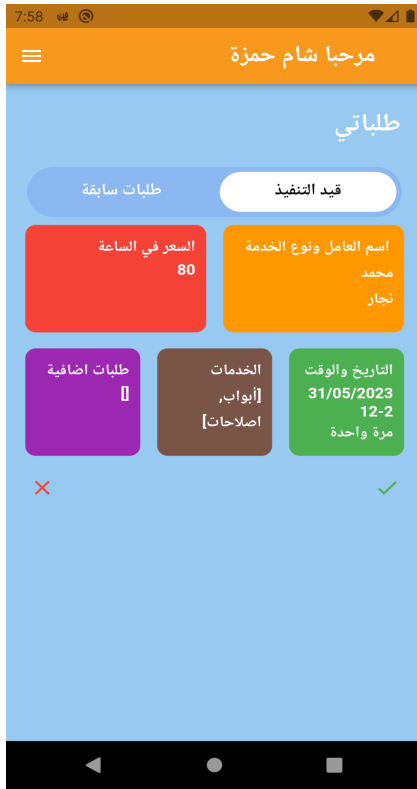 7:58
مرحبا شام حمزة
طلباتي
قيد التنفيذ
طلبات سابقة
اسم العامل ونوع الخدمة
محمد
نجار
السعر في الساعة
80
التاريخ والوقت
31/05/2023
12-2
مرة واحدة
الخدمات
[أبواب,
اصلاحات]
طلبات اضافية
[]